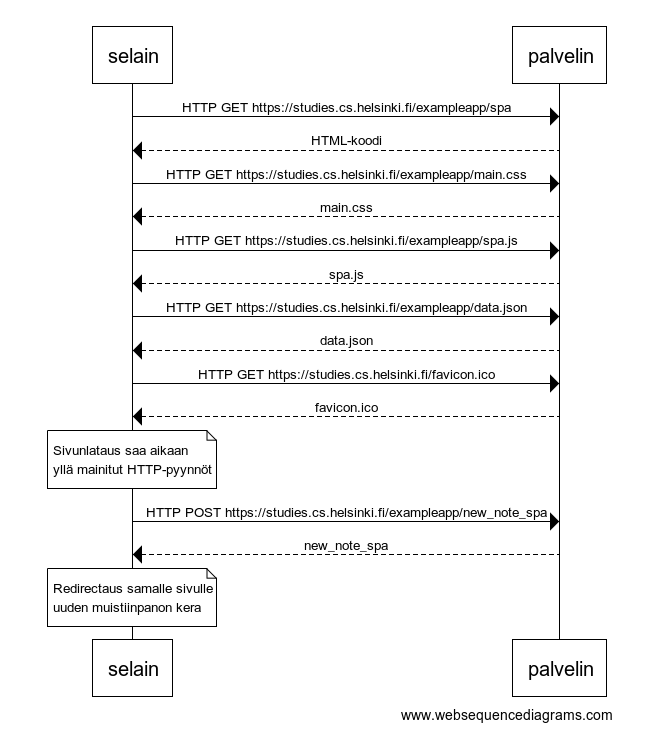 selain palvelin
HTTP GET https://studies.cs.helsinki.fi/exampleapp/spa
HTML-koodi
HTTP GET https://studies.cs.helsinki.fi/exampleapp/main.css
main.css
HTTP GET https://studies.cs.helsinki.fi/exampleapp/spa.js
spa.js
HTTP GET https://studies.cs.helsinki.fi/exampleapp/data.json
data.json
HTTP GET https://studies.cs.helsinki.fi/favicon.ico
favicon.ico
Sivunlataus saa aikaan
yllä mainitut HTTP-pyynnöt
HTTP POST https://studies.cs.helsinki.fi/exampleapp/new_note_spa
new_note_spa
Redirectaus samalle sivulle
uuden muistiinpanon kera
selain palvelin
www.websequencediagrams.com